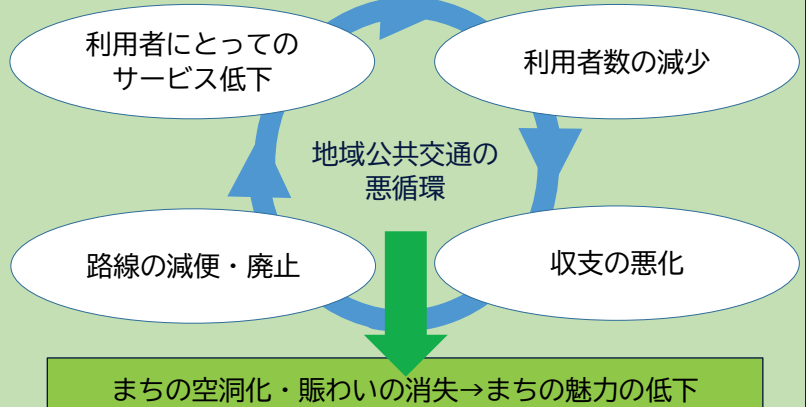 利用者にとっての
サービス低下
利用者数の減少
地域公共交通の
悪循環
路線の減便・廃止
収支の悪化
まちの空洞化・賑わいの消失→まちの魅力の低下